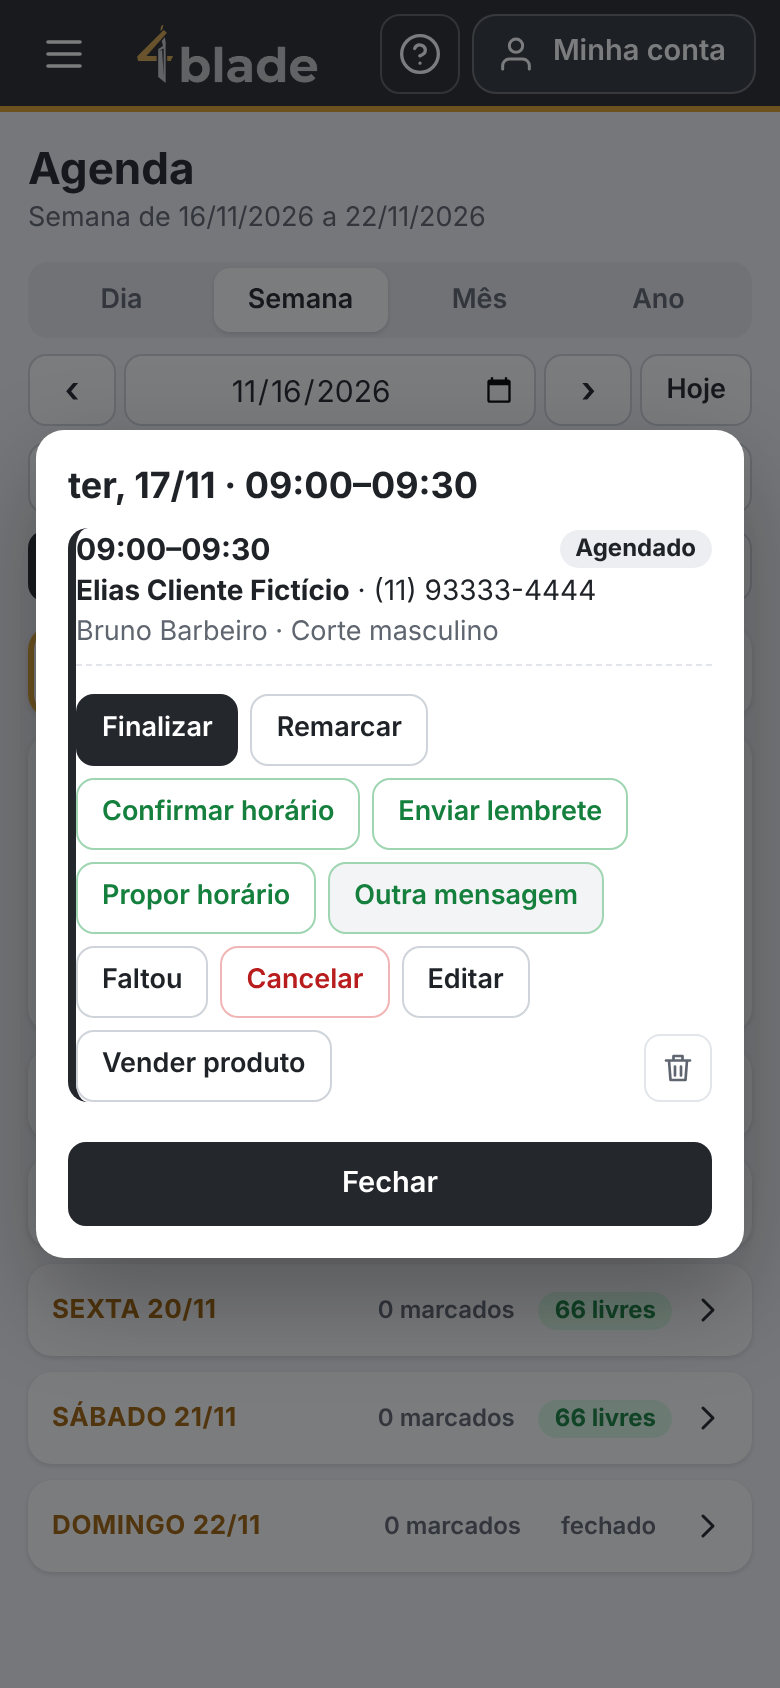 4blade
Minha conta
Agenda
Semana de 16/11/2026 a 22/11/2026
Dia Semana Mês Ano
11/16/2026 Hoje
ter, 17/11 · 09:00–09:30
09:00–09:30 Agendado
Elias Cliente Fictício · (11) 93333-4444
Bruno Barbeiro · Corte masculino
Finalizar Remarcar
Confirmar horário Enviar lembrete
Propor horário Outra mensagem
Faltou Cancelar Editar
Vender produto
Fechar
SEXTA 20/11 0 marcados 66 livres
SÁBADO 21/11 0 marcados 66 livres
DOMINGO 22/11 0 marcados fechado